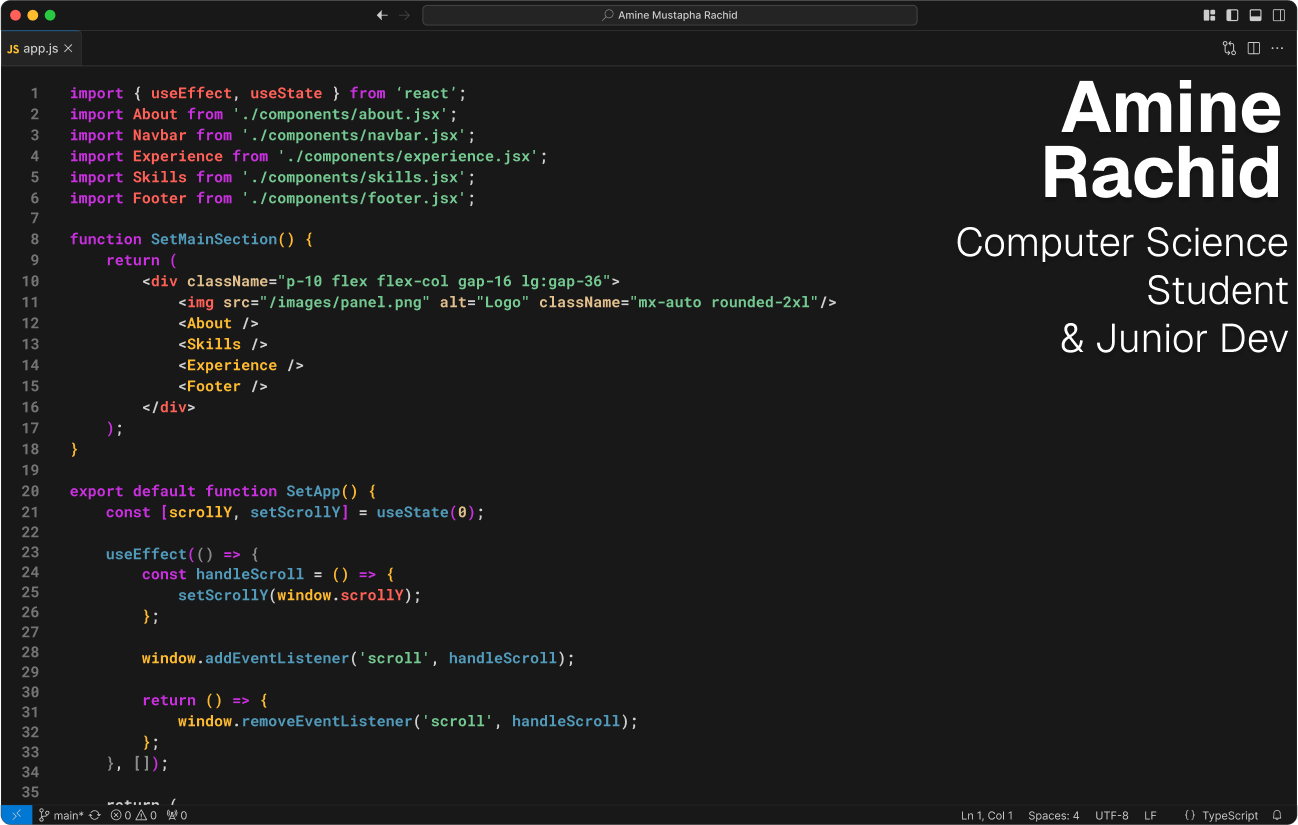 Amine Mustapha Rachid
JS app.js
Amine
Rachid
Computer Science
Student
& Junior Dev
1 import { useEffect, useState } from ‘react’;
2 import About from './components/about.jsx';
3 import Navbar from './components/navbar.jsx';
4 import Experience from './components/experience.jsx';
5 import Skills from './components/skills.jsx';
6 import Footer from './components/footer.jsx';
7
8 function SetMainSection() {
9     return (
10         <div className="p-10 flex flex-col gap-16 lg:gap-36">
11             <img src="/images/panel.png" alt="Logo" className="mx-auto rounded-2xl"/>
12             <About />
13             <Skills />
14             <Experience />
15             <Footer />
16         </div>
17     );
18 }
19
20 export default function SetApp() {
21     const [scrollY, setScrollY] = useState(0);
22
23     useEffect(() => {
24         const handleScroll = () => {
25             setScrollY(window.scrollY);
26         };
27
28         window.addEventListener('scroll', handleScroll);
29
30         return () => {
31             window.removeEventListener('scroll', handleScroll);
32         };
33     }, []);
34
35     return (
main* 0 0 0 Ln 1, Col 1 Spaces: 4 UTF-8 LF {} TypeScript